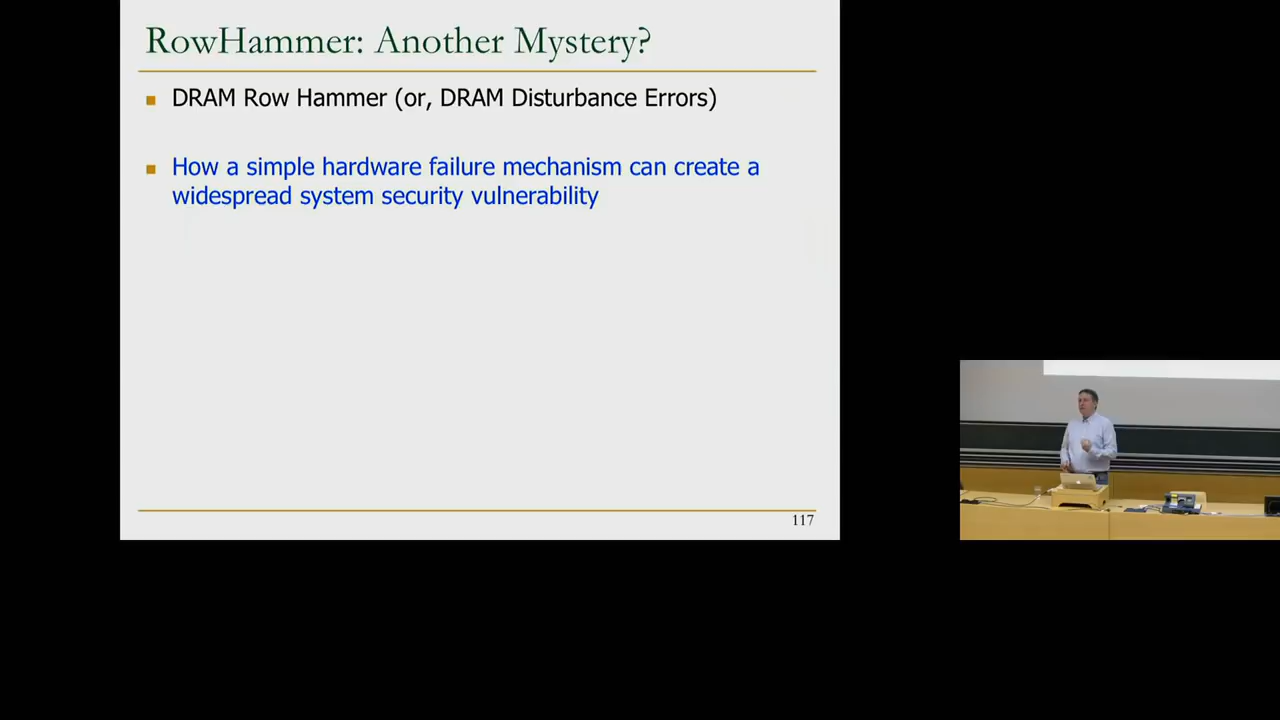 RowHammer: Another Mystery?
DRAM Row Hammer (or, DRAM Disturbance Errors)
How a simple hardware failure mechanism can create a
widespread system security vulnerability
117